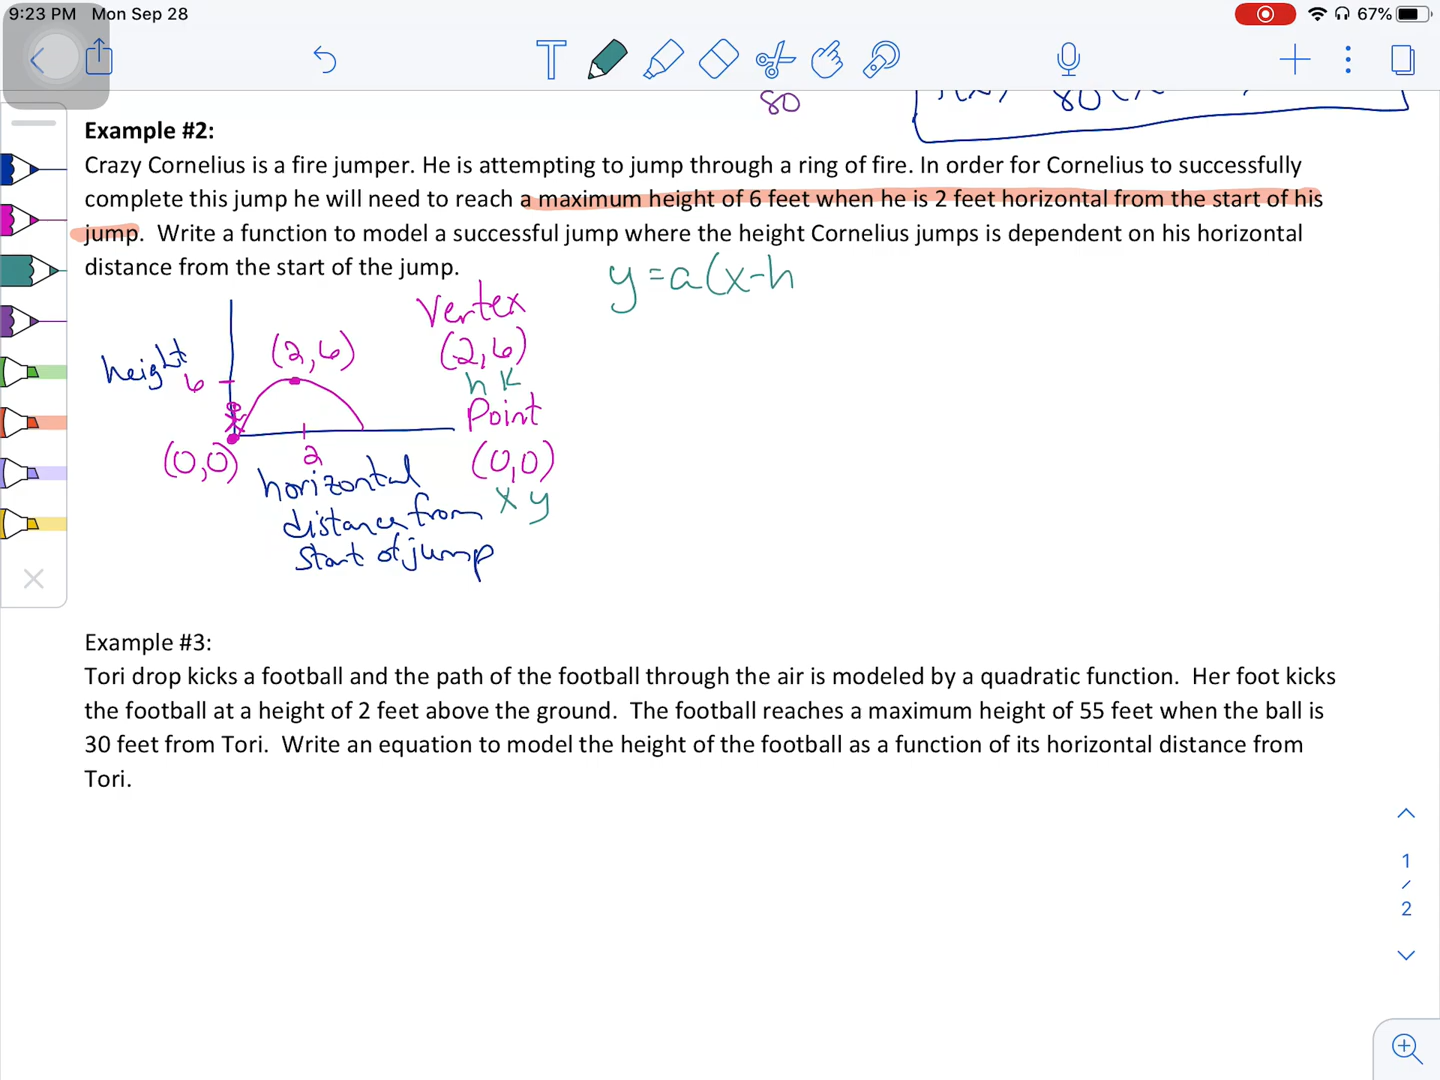 9:23 PM Mon Sep 28
67%
T
80
80
Example #2:
Crazy Cornelius is a fire jumper. He is attempting to jump through a ring of fire. In order for Cornelius to successfully
complete this jump he will need to reach a maximum height of 6 feet when he is 2 feet horizontal from the start of his
jump. Write a function to model a successful jump where the height Cornelius jumps is dependent on his horizontal
distance from the start of the jump.
y = a(x-h
Vertex
(2,6)
h k
Point
(0,0)
x y
height
6
(2,6)
(0,0)
2
horizontal
distance from
start of jump
Example #3:
Tori drop kicks a football and the path of the football through the air is modeled by a quadratic function. Her foot kicks
the football at a height of 2 feet above the ground. The football reaches a maximum height of 55 feet when the ball is
30 feet from Tori. Write an equation to model the height of the football as a function of its horizontal distance from
Tori.
1
/
2